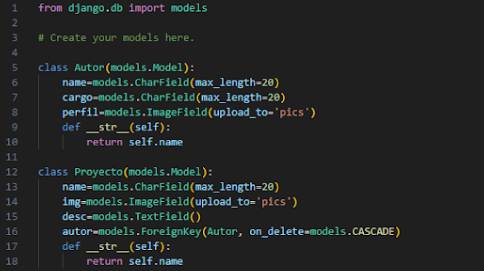 1 from django.db import models
2
3 # Create your models here.
4
5 class Autor(models.Model):
6     name=models.CharField(max_length=20)
7     cargo=models.CharField(max_length=20)
8     perfil=models.ImageField(upload_to='pics')
9     def __str__(self):
10         return self.name
11
12 class Proyecto(models.Model):
13     name=models.CharField(max_length=20)
14     img=models.ImageField(upload_to='pics')
15     desc=models.TextField()
16     autor=models.ForeignKey(Autor, on_delete=models.CASCADE)
17     def __str__(self):
18         return self.name